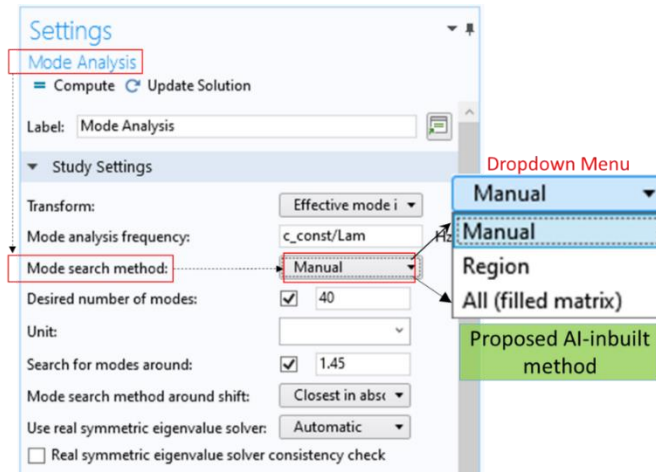 Settings
Mode Analysis
= Compute Update Solution
Label: Mode Analysis
Study Settings
Transform: Effective mode i
Mode analysis frequency: c_const/Lam Hz
Mode search method: Manual
Desired number of modes: 40
Unit:
Search for modes around: 1.45
Mode search method around shift: Closest in absc
Use real symmetric eigenvalue solver: Automatic
Real symmetric eigenvalue solver consistency check
Dropdown Menu
Manual
Manual
Region
All (filled matrix)
Proposed AI-inbuilt
method